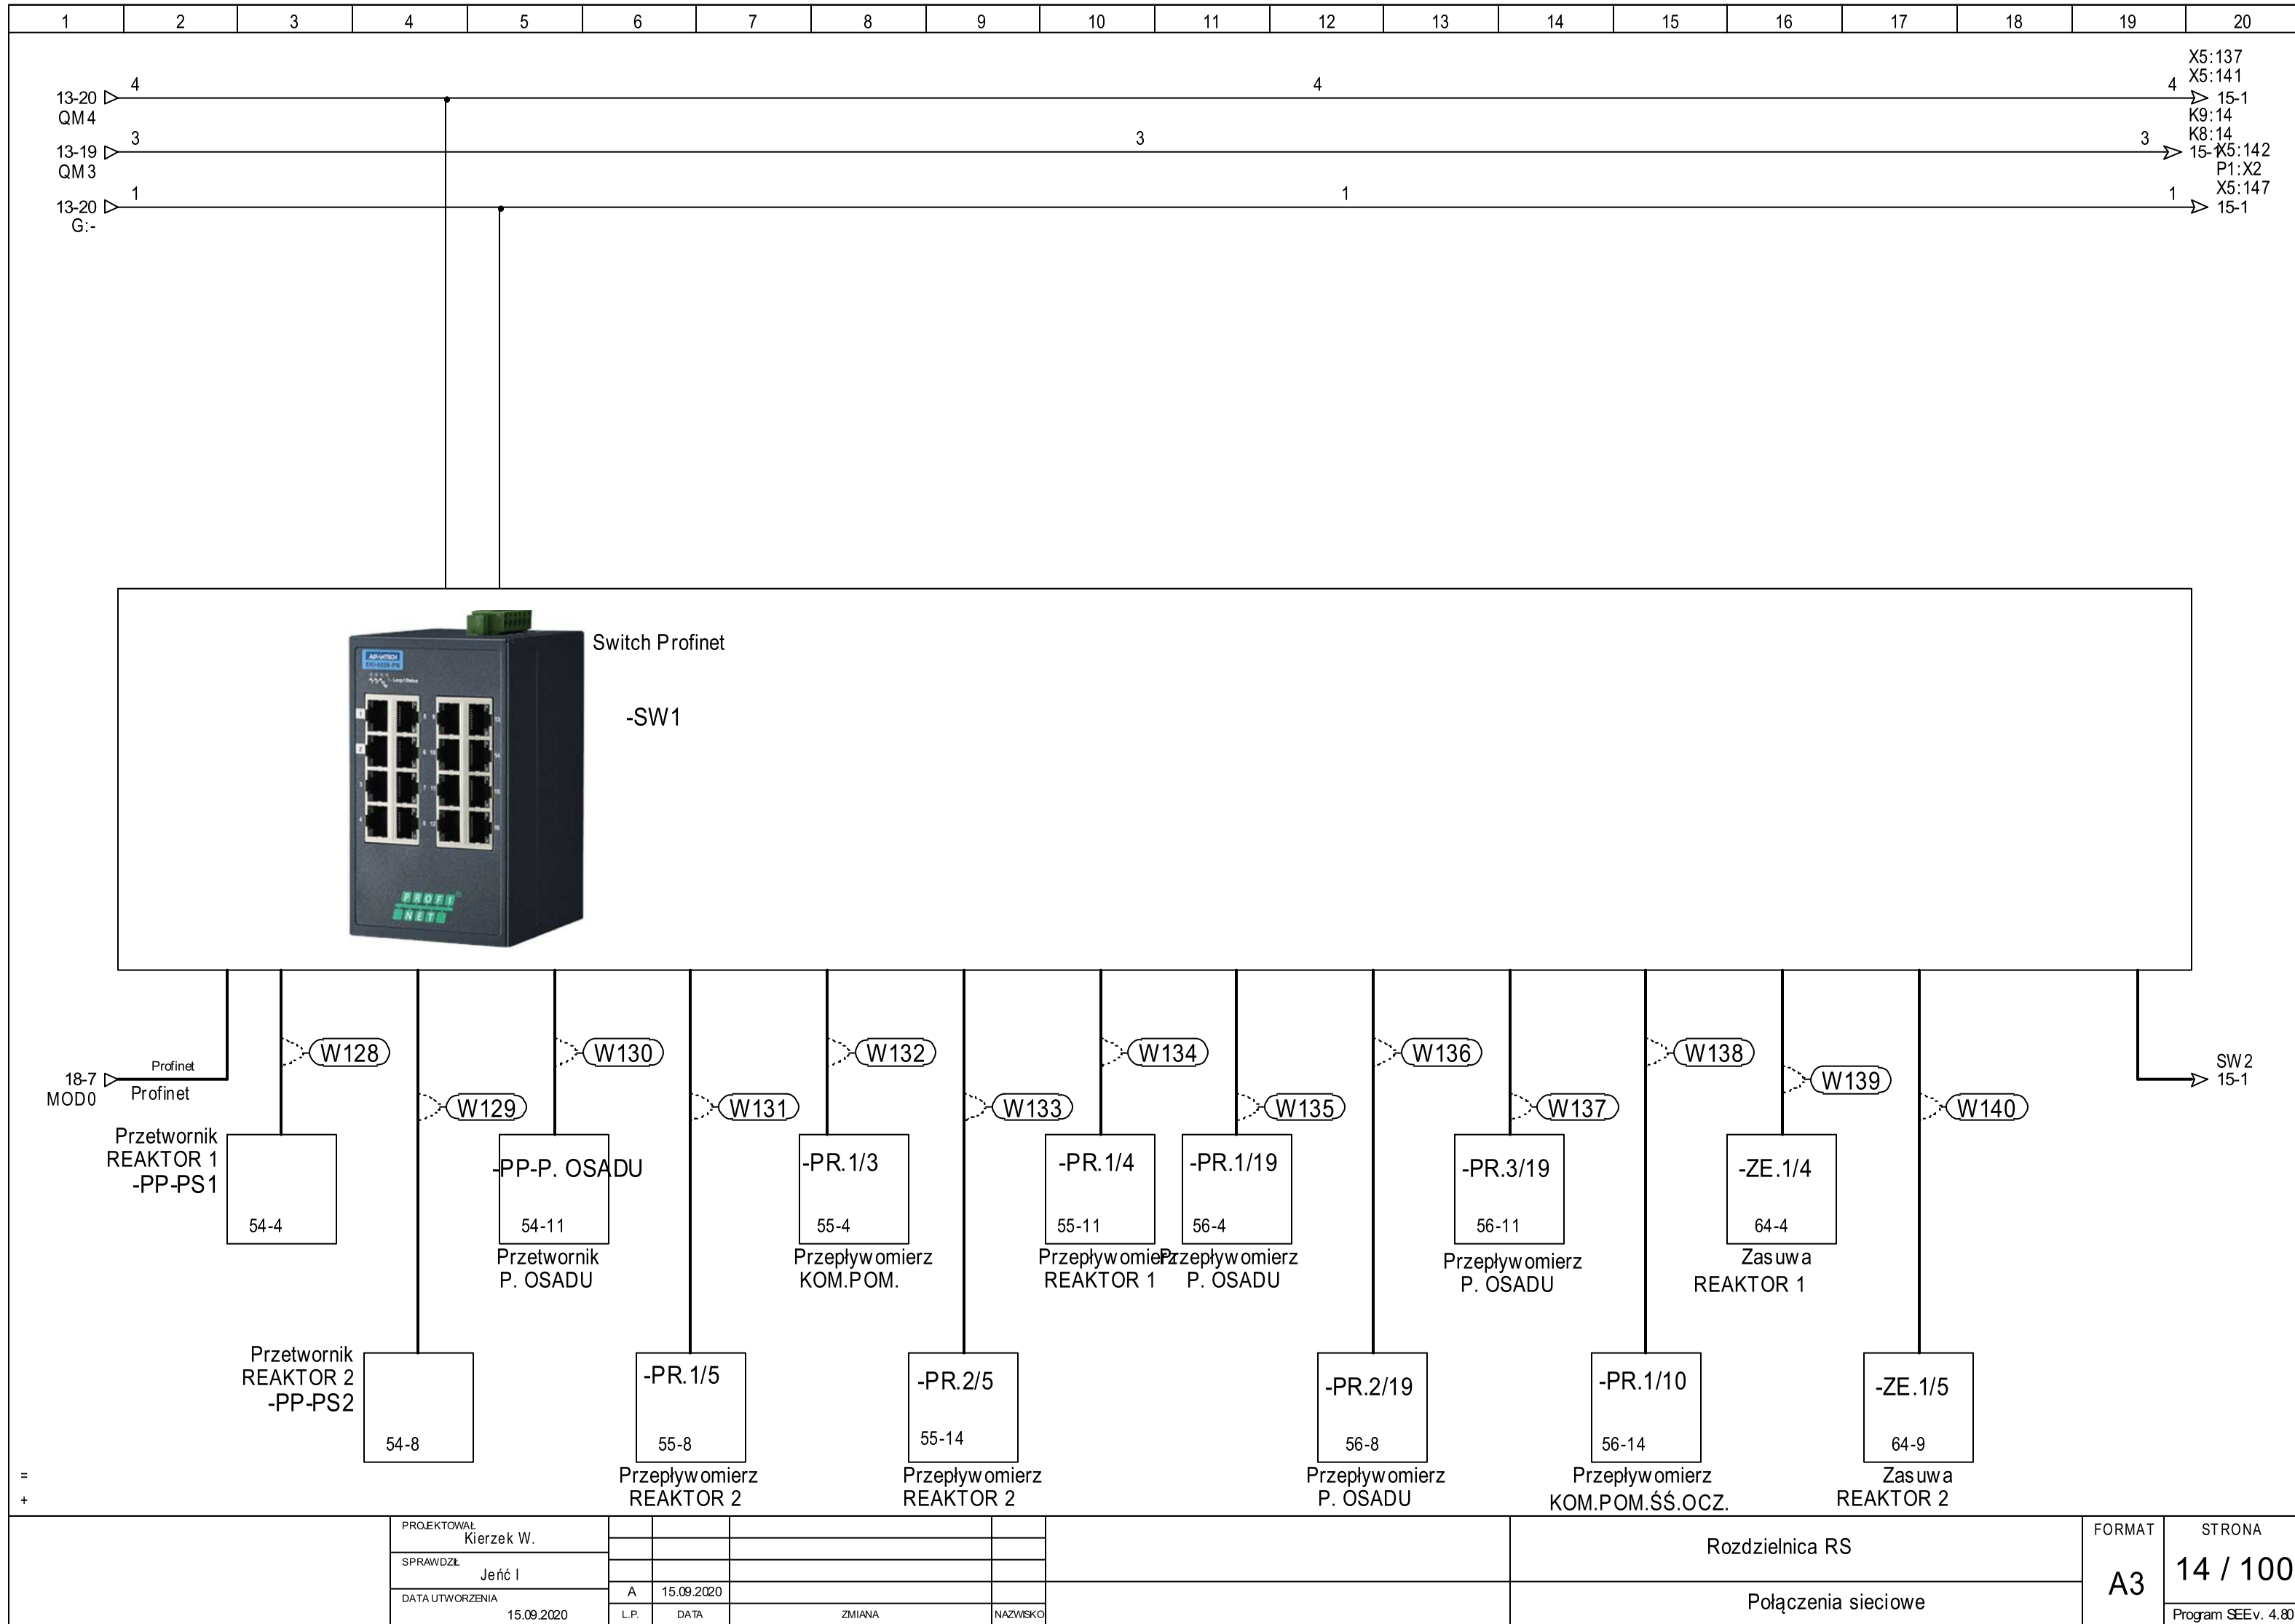 1 2 3 4 5 6 7 8 9 10 11 12 13 14 15 16 17 18 19 20
X5:137
X5:141
4 4 4
13-20 15-1
QM4
K9:14
K8:14
3 3 3
13-19 15-1
QM3
X5:142
P1:X2
X5:147
1 1 1
13-20 15-1
G:-
Switch Profinet
-SW1
PROFI
NET
W128 W130 W132 W134 W136 W138
W139
W129 W131 W133 W135 W137 W140
Profinet
18-7
MOD0
Profinet
SW2
15-1
Przetwornik
REAKTOR 1
-PP-PS1
54-4
-PP-P. OSADU
54-11
Przetwornik
P. OSADU
-PR.1/3
55-4
Przepływomierz
KOM.POM.
-PR.1/4
55-11
Przepływomierz
REAKTOR 1
-PR.1/19
56-4
Przepływomierz
P. OSADU
-PR.3/19
56-11
Przepływomierz
P. OSADU
-ZE.1/4
64-4
Zasuwa
REAKTOR 1
Przetwornik
REAKTOR 2
-PP-PS2
54-8
-PR.1/5
55-8
Przepływomierz
REAKTOR 2
-PR.2/5
55-14
Przepływomierz
REAKTOR 2
-PR.2/19
56-8
Przepływomierz
P. OSADU
-PR.1/10
56-14
Przepływomierz
KOM.POM.ŚŚ.OCZ.
-ZE.1/5
64-9
Zasuwa
REAKTOR 2
=
+
PROJEKTOWAŁ
Kierzek W.
SPRAWDZIŁ
Jeńć I
DATA UTWORZENIA
15.09.2020
A 15.09.2020
L.P. DATA ZMIANA NAZWISKO
Rozdzielnica RS
Połączenia sieciowe
FORMAT
A3
STRONA
14 / 100
Program SEE v. 4.80